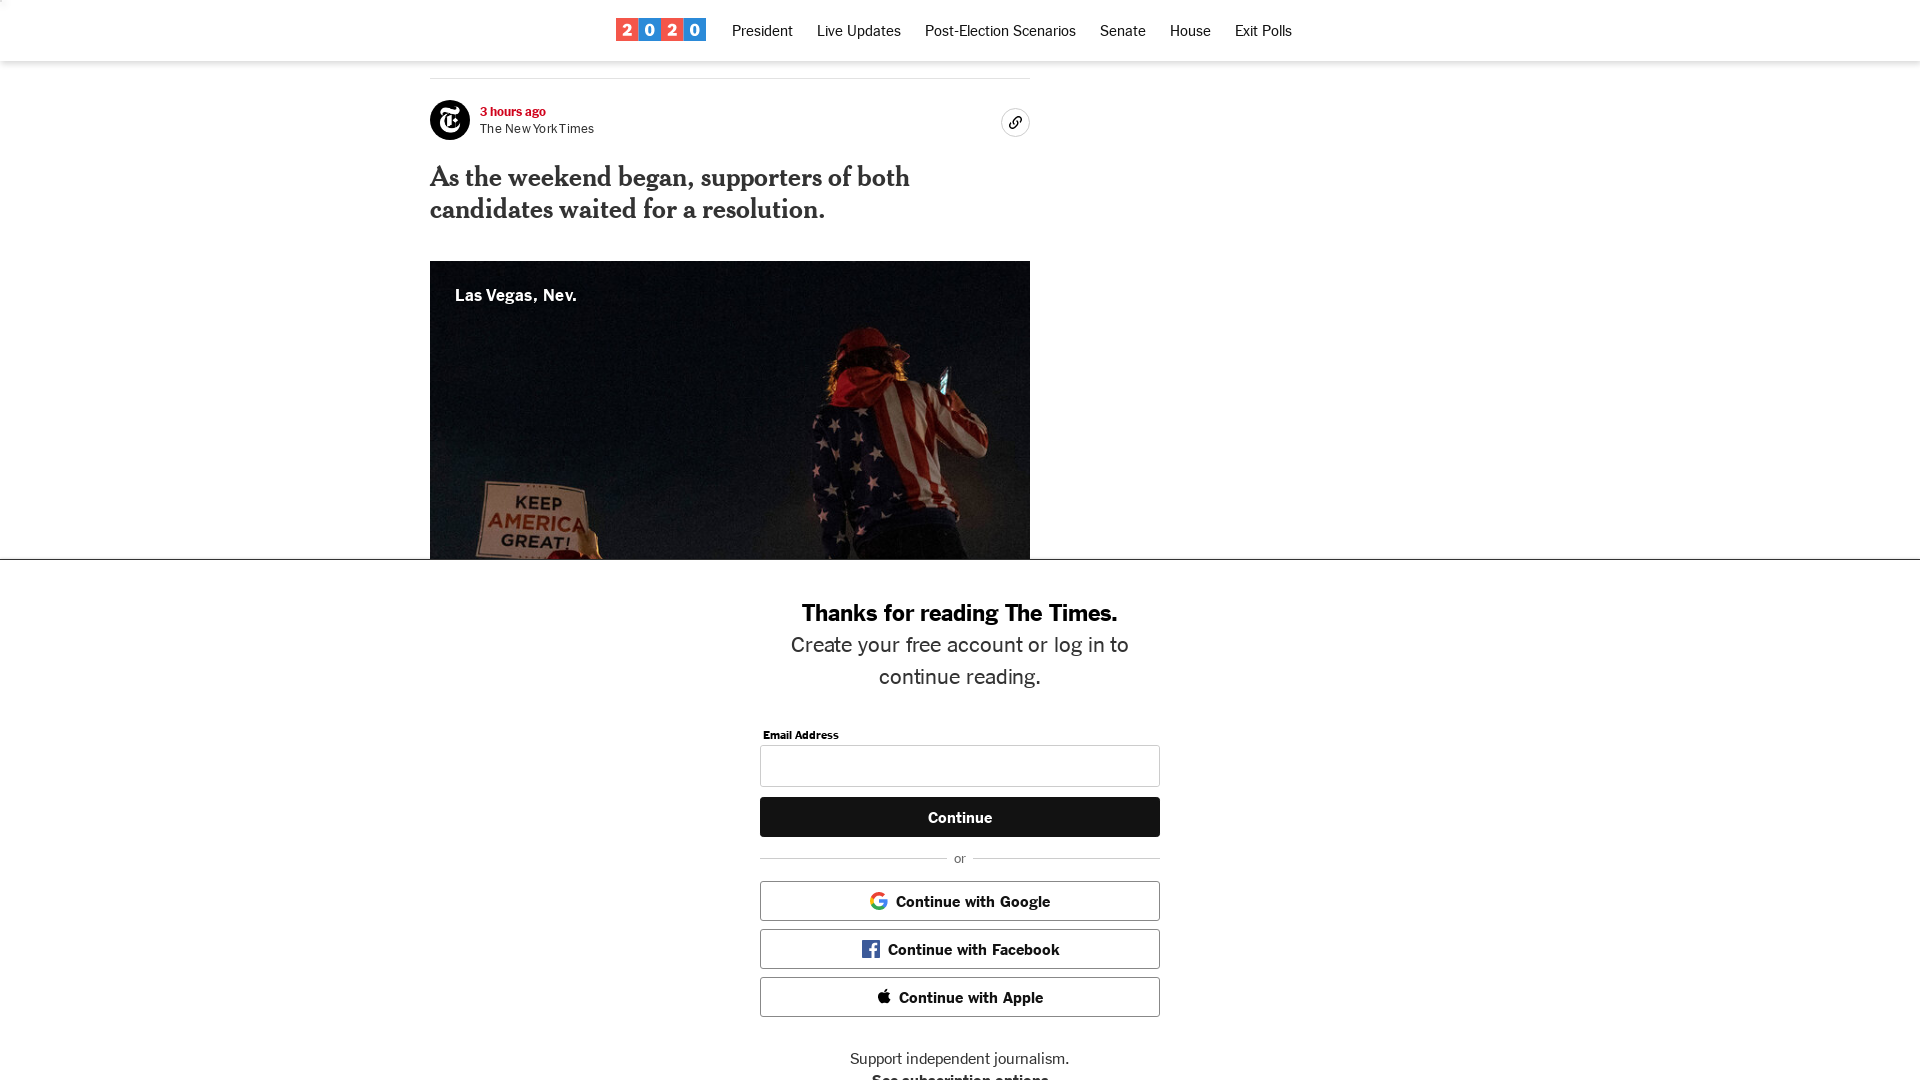 2020
President
Live Updates
Post-Election Scenarios
Senate
House
Exit Polls
3 hours ago
The New York Times
As the weekend began, supporters of both
candidates waited for a resolution.
Las Vegas, Nev.
KEEP
AMERICA
GREAT!
Thanks for reading The Times.
Create your free account or log in to
continue reading.
Email Address
Continue
or
Continue with Google
Continue with Facebook
Continue with Apple
Support independent journalism.
See subscription options